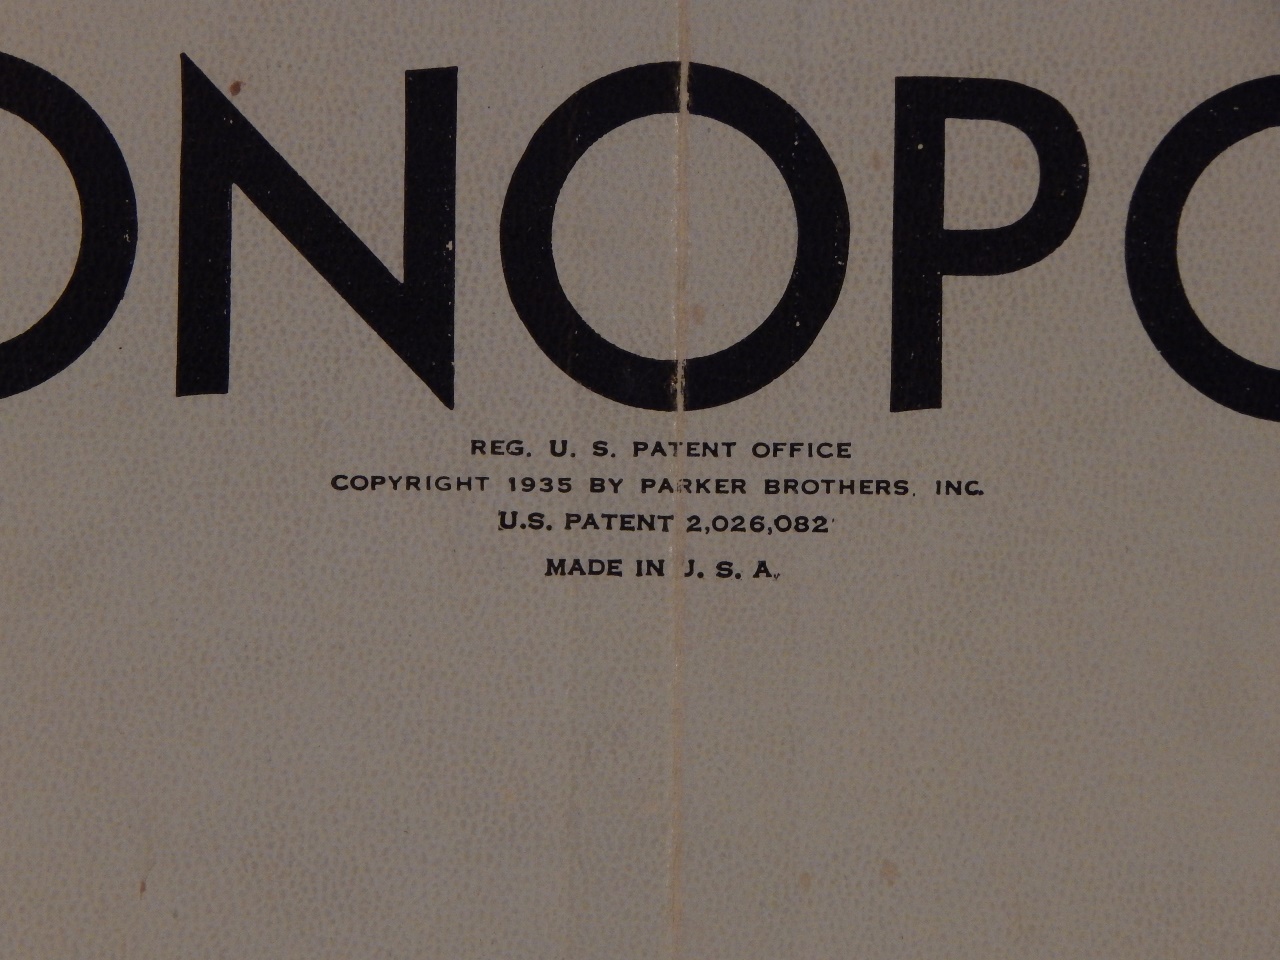 ONOPO
REG. U. S. PATENT OFFICE
COPYRIGHT 1935 BY PARKER BROTHERS, INC.
U.S. PATENT 2,026,082
MADE IN U. S. A.